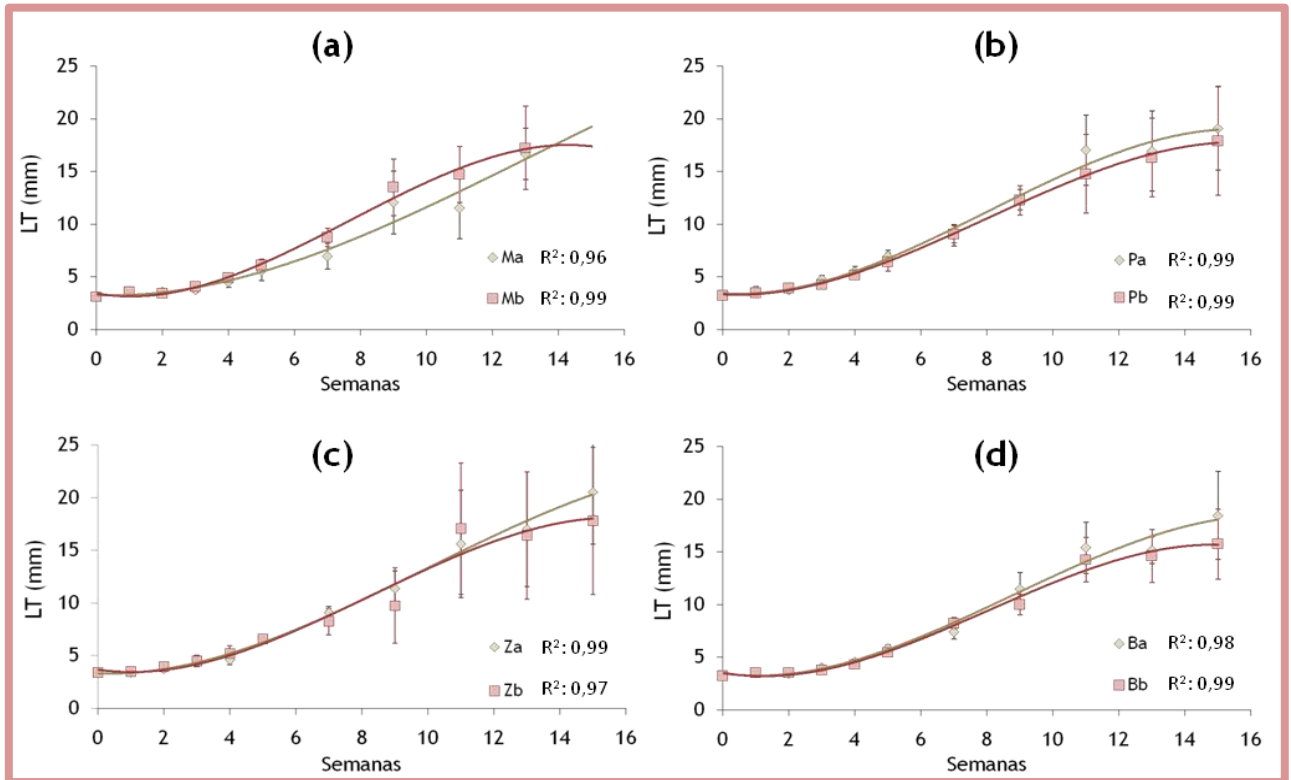 (a)
25
20
15
10
5
0
LT (mm)
0 2 4 6 8 10 12 14 16
Semanas
Ma R²: 0,96
Mb R²: 0,99
(b)
25
20
15
10
5
0
LT (mm)
0 2 4 6 8 10 12 14 16
Semanas
Pa R²: 0,99
Pb R²: 0,99
(c)
25
20
15
10
5
0
LT (mm)
0 2 4 6 8 10 12 14 16
Semanas
Za R²: 0,99
Zb R²: 0,97
(d)
25
20
15
10
5
0
LT (mm)
0 2 4 6 8 10 12 14 16
Semanas
Ba R²: 0,98
Bb R²: 0,99